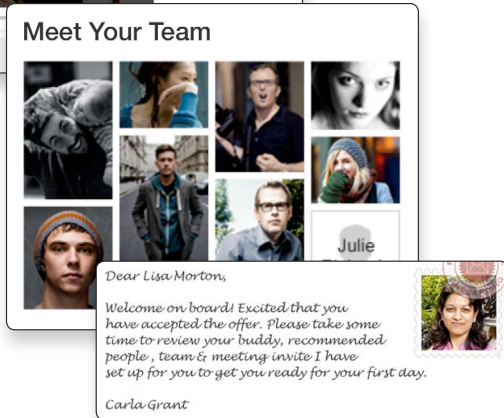 Meet Your Team
Julie
Dear Lisa Morton,
Welcome on board! Excited that you
have accepted the offer. Please take some
time to review your buddy, recommended
people , team & meeting invite I have
set up for you to get you ready for your first day.
Carla Grant